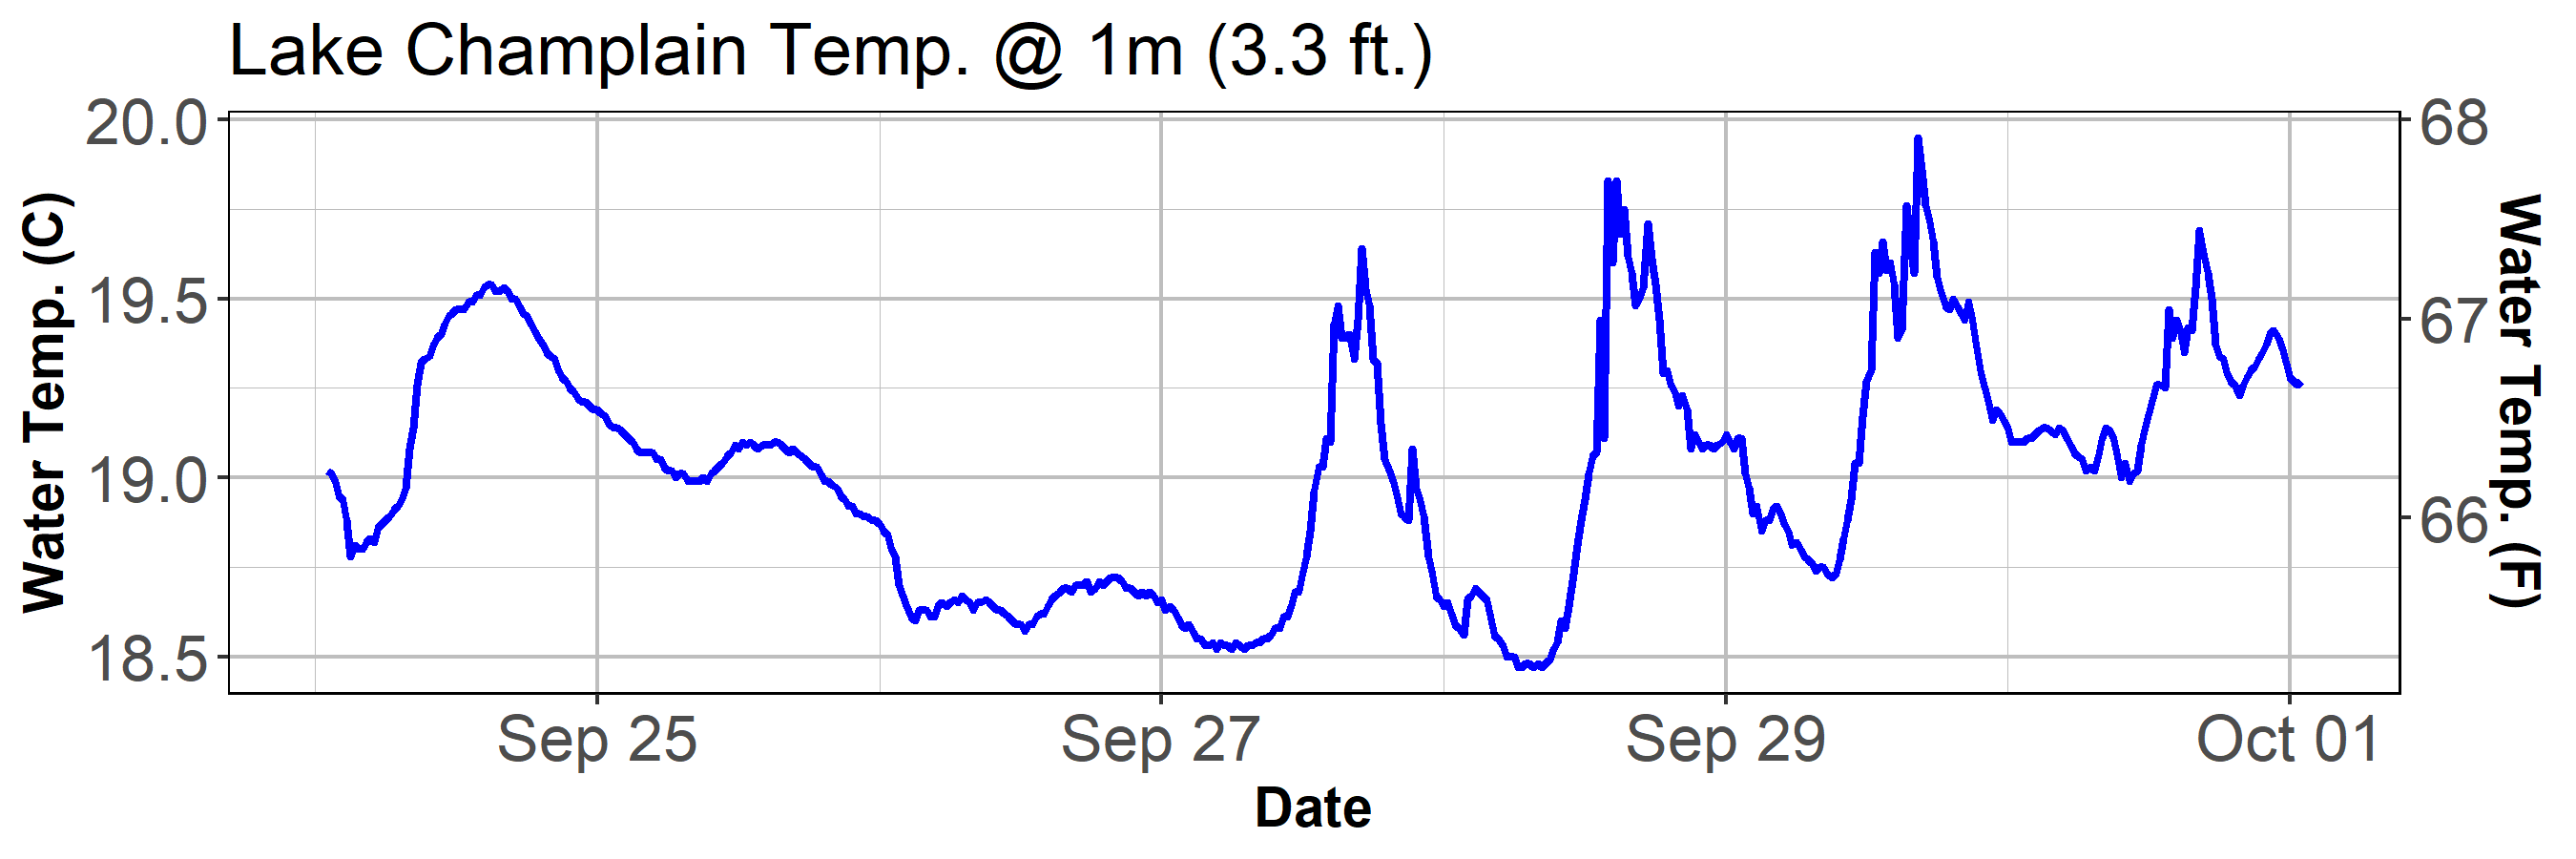 Lake Champlain Temp. @ 1m (3.3 ft.)
Water Temp. (C)
20.0
19.5
19.0
18.5
68
67
66
Water Temp. (F)
Sep 25
Sep 27
Sep 29
Oct 01
Date